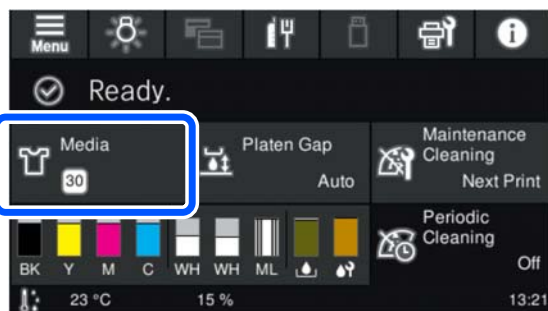 Menu
Ready.
Media
30
Platen Gap
Auto
Maintenance
Cleaning
Next Print
BK Y M C WH WH ML
Periodic
Cleaning
Off
23 °C 15 % 13:21